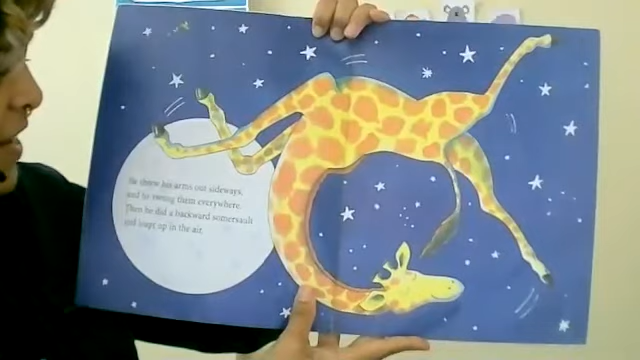 He threw his arms out sideways,
and he swung them everywhere.
Then he did a backward somersault
and leapt up in the air.